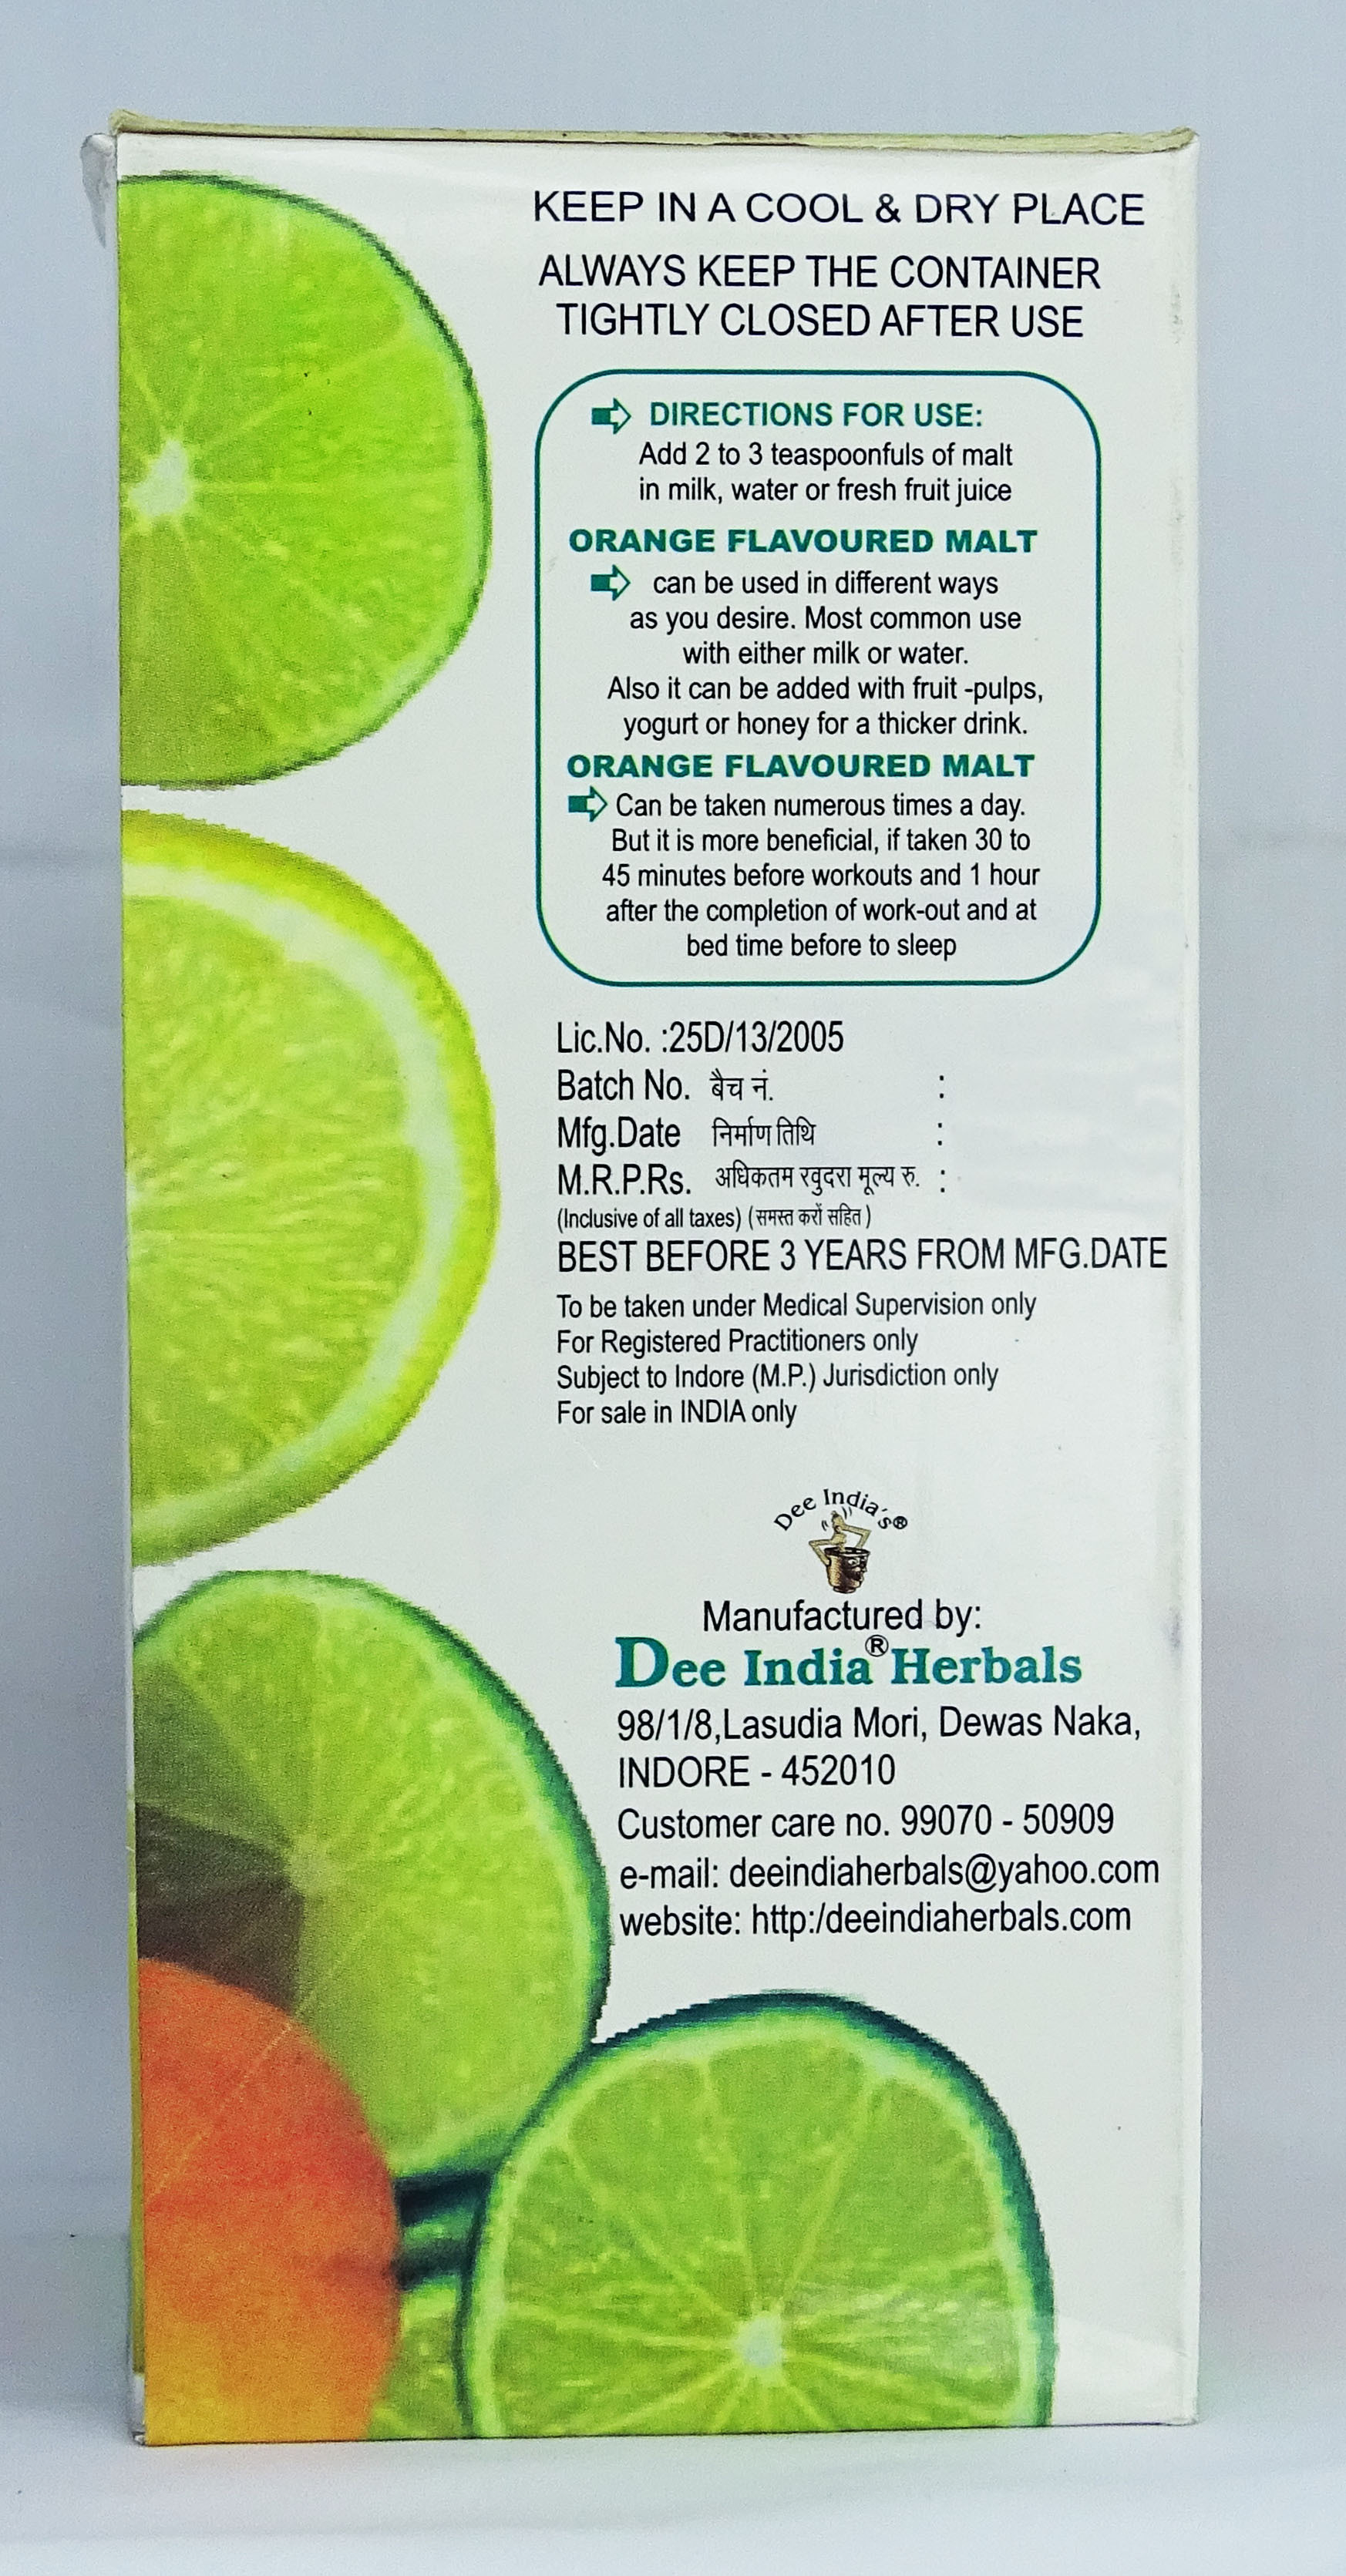 KEEP IN A COOL & DRY PLACE
ALWAYS KEEP THE CONTAINER
TIGHTLY CLOSED AFTER USE
DIRECTIONS FOR USE:
Add 2 to 3 teaspoonfuls of malt
in milk, water or fresh fruit juice
ORANGE FLAVOURED MALT
can be used in different ways
as you desire. Most common use
with either milk or water.
Also it can be added with fruit -pulps,
yogurt or honey for a thicker drink.
ORANGE FLAVOURED MALT
Can be taken numerous times a day.
But it is more beneficial, if taken 30 to
45 minutes before workouts and 1 hour
after the completion of work-out and at
bed time before to sleep
Lic.No. :25D/13/2005
Batch No. बैच नं. :
Mfg.Date निर्माण तिथि :
M.R.P.Rs. अधिकतम रवुदरा मूल्य रु. :
(Inclusive of all taxes) (समस्त करों सहित )
BEST BEFORE 3 YEARS FROM MFG.DATE
To be taken under Medical Supervision only
For Registered Practitioners only
Subject to Indore (M.P.) Jurisdiction only
For sale in INDIA only
Dee India's®
Manufactured by:
Dee India® Herbals
98/1/8,Lasudia Mori, Dewas Naka,
INDORE - 452010
Customer care no. 99070 - 50909
e-mail: deeindiaherbals@yahoo.com
website: http:/deeindiaherbals.com